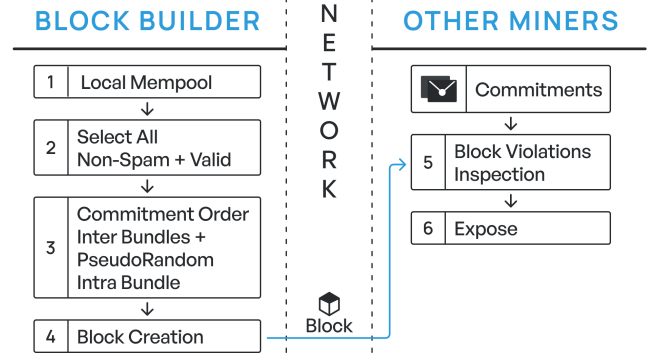 BLOCK BUILDER
1 Local Mempool
2 Select All
Non-Spam + Valid
3 Commitment Order
Inter Bundles +
PseudoRandom
Intra Bundle
4 Block Creation
NETWORK
Block
OTHER MINERS
Commitments
5 Block Violations
Inspection
6 Expose